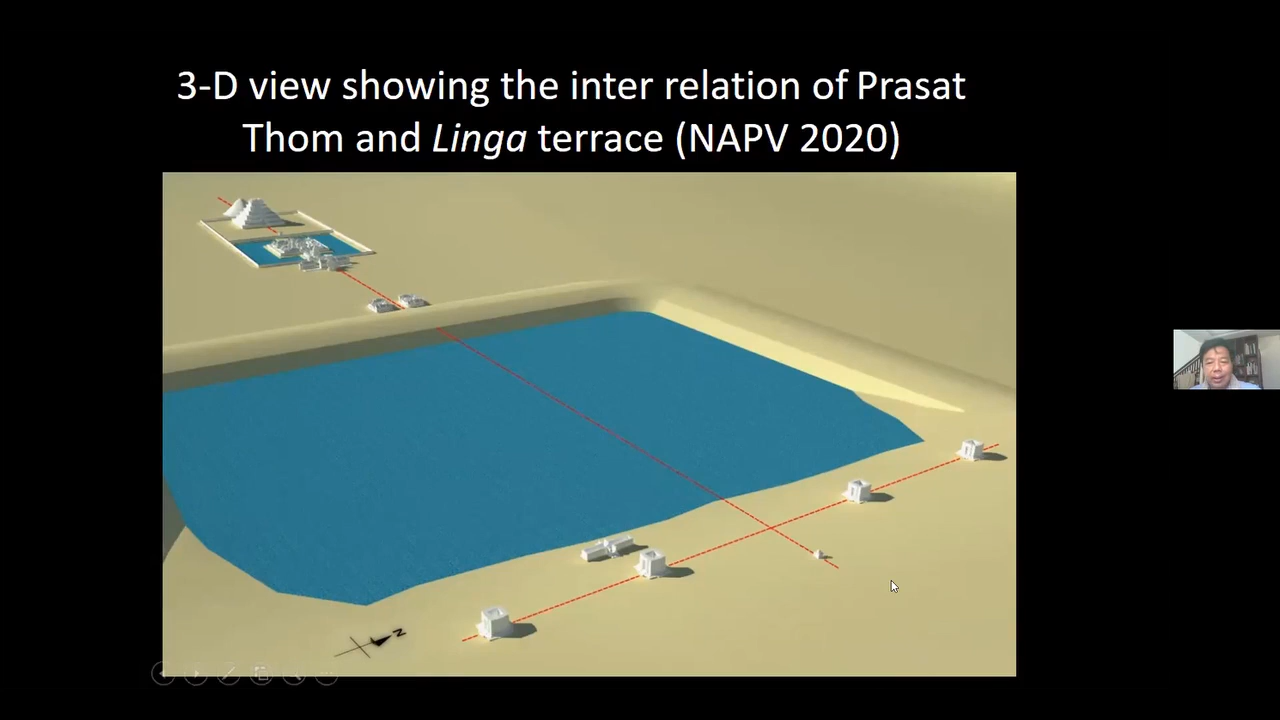 3-D view showing the inter relation of Prasat
Thom and Linga terrace (NAPV 2020)
N